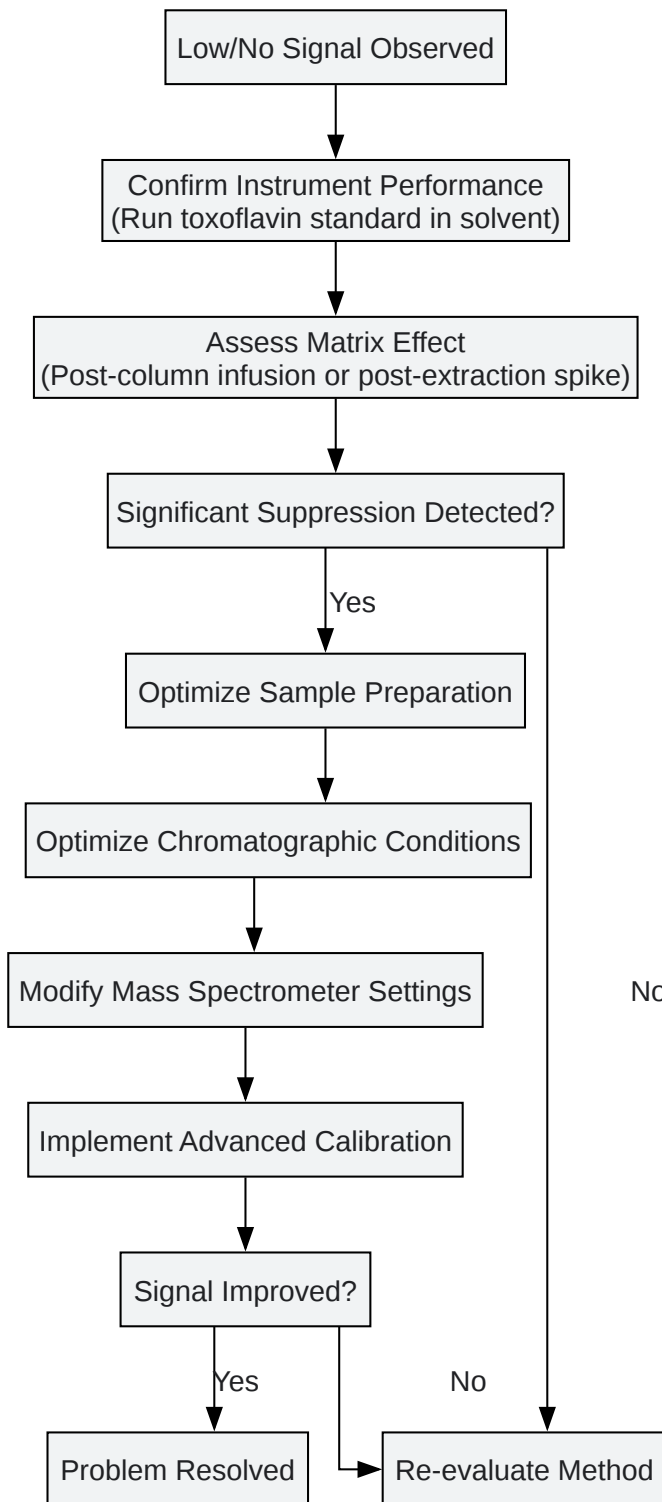 Low/No Signal Observed
Confirm Instrument Performance
(Run toxoflavin standard in solvent)
Assess Matrix Effect
(Post-column infusion or post-extraction spike)
Significant Suppression Detected?
Yes
Optimize Sample Preparation
Optimize Chromatographic Conditions
Modify Mass Spectrometer Settings
No
Implement Advanced Calibration
Signal Improved?
Yes
No
Problem Resolved
Re-evaluate Method